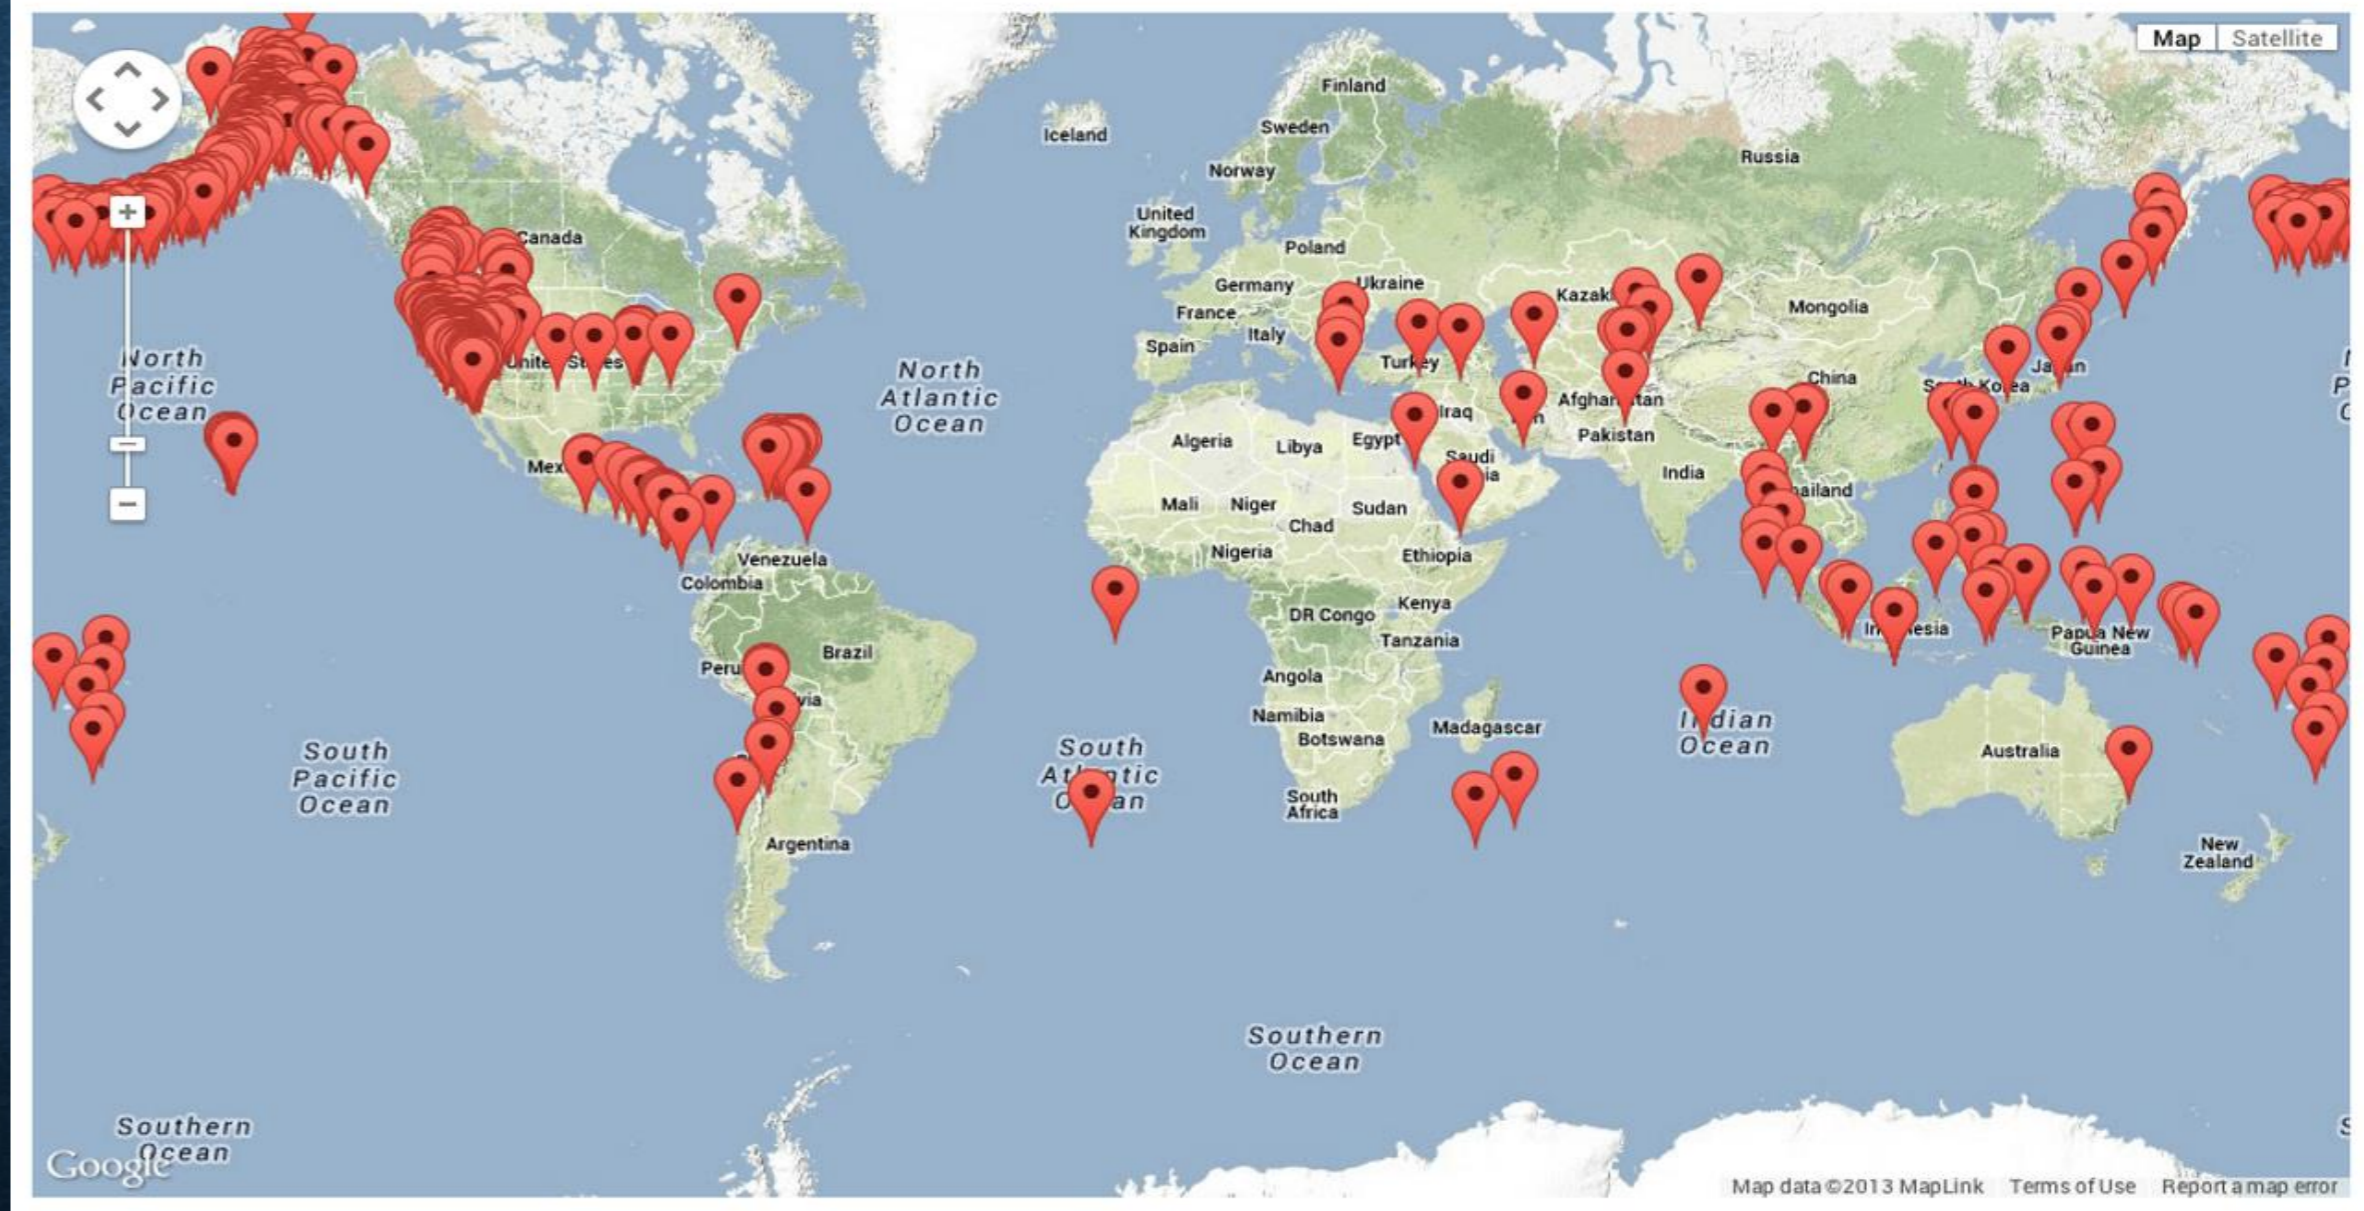 Map
Satellite
Finland
Iceland
Sweden
Russia
Norway
United
Kingdom
Canada
Poland
Germany
Ukraine
France
Mongolia
Italy
Spain
Turkey
North
Pacific
Ocean
North
Atlantic
Ocean
China
Iraq
Algeria
Libya
Egypt
Pakistan
India
Mali
Niger
Sudan
Chad
Nigeria
Ethiopia
Venezuela
Colombia
Kenya
DR Congo
Tanzania
Brazil
Peru
Papua New
Guinea
Angola
Namibia
Botswana
Madagascar
South
Africa
Ocean
Australia
South
Pacific
Ocean
South
Argentina
New
Zealand
Southern
Ocean
Southern
Ocean
Google
Map data ©2013 MapLink
Terms of Use
Report a map error